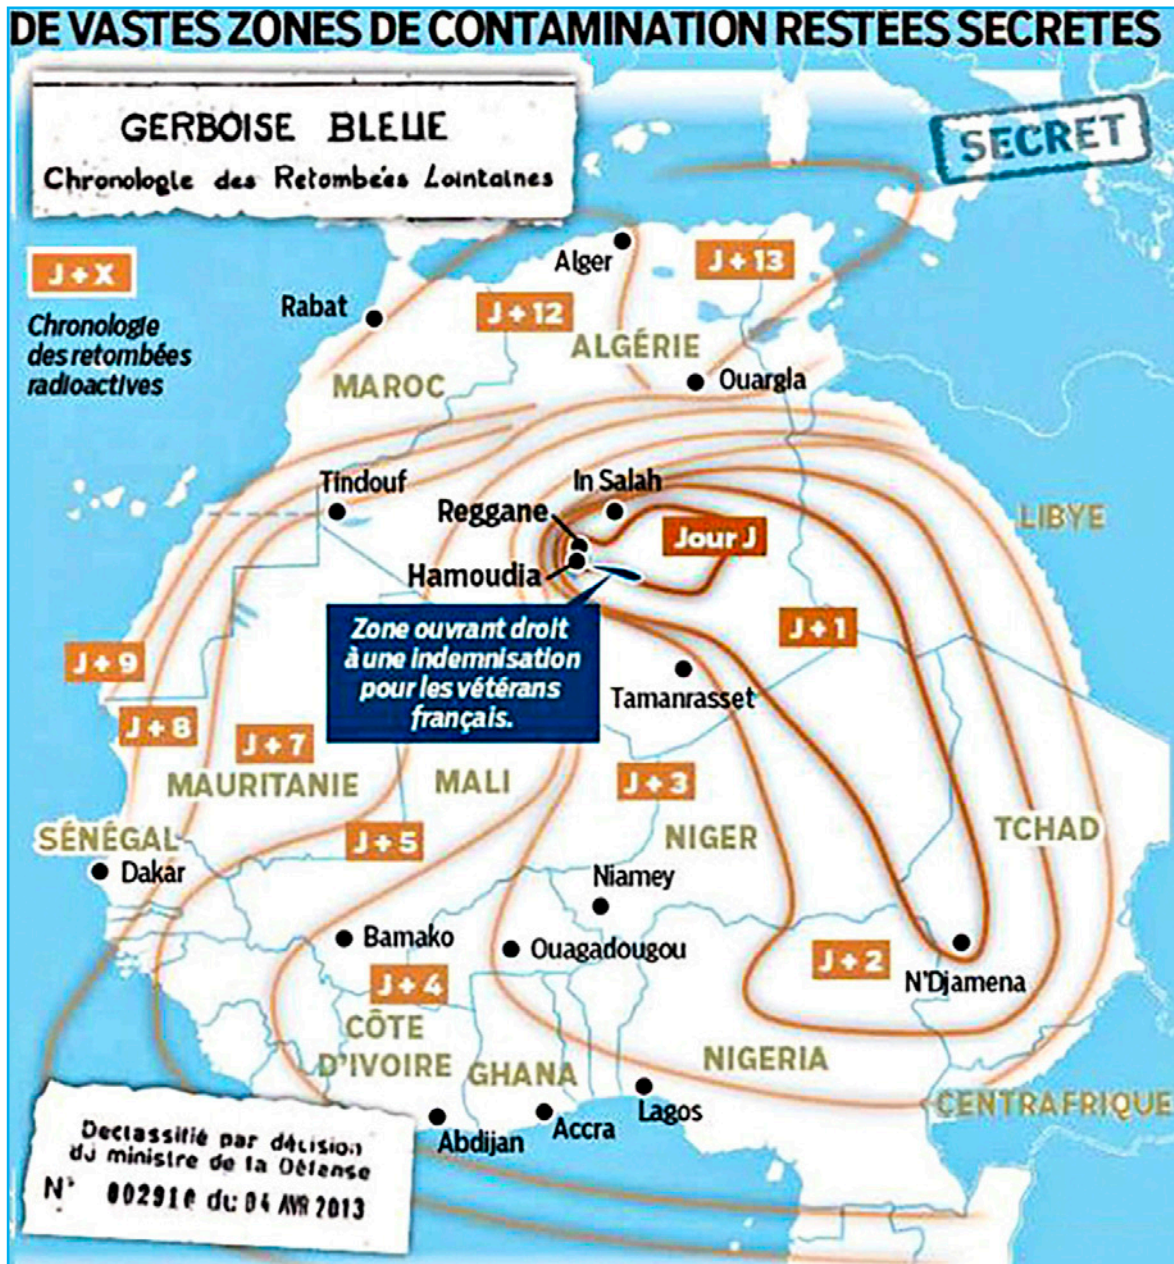 DE VASTES ZONES DE CONTAMINATION RESTÉES SECRÈTES
GERBOISE BLEUE
Chronologie des Retombées Lointaines
SECRET
J + X
Chronologie
des retombées
radioactives
Alger
J + 13
Rabat
J + 12
ALGÉRIE
MAROC
Ouargla
Tindouf
In Salah
Reggane
LIBYE
Jour J
Hamoudia
Zone ouvrant droit
à une indemnisation
pour les vétérans
français.
J + 1
J + 9
Tamanrasset
J + 8
J + 7
MAURITANIE
MALI
J + 3
SÉNÉGAL
J + 5
NIGER
TCHAD
Dakar
Niamey
Bamako
Ouagadougou
J + 2
N'Djamena
J + 4
CÔTE
D'IVOIRE
GHANA
NIGERIA
CENTRAFRIQUE
Lagos
Accra
Abdijan
Declassifié par décision
du ministre de la Défense
N° 002910 du 04 AVR 2013